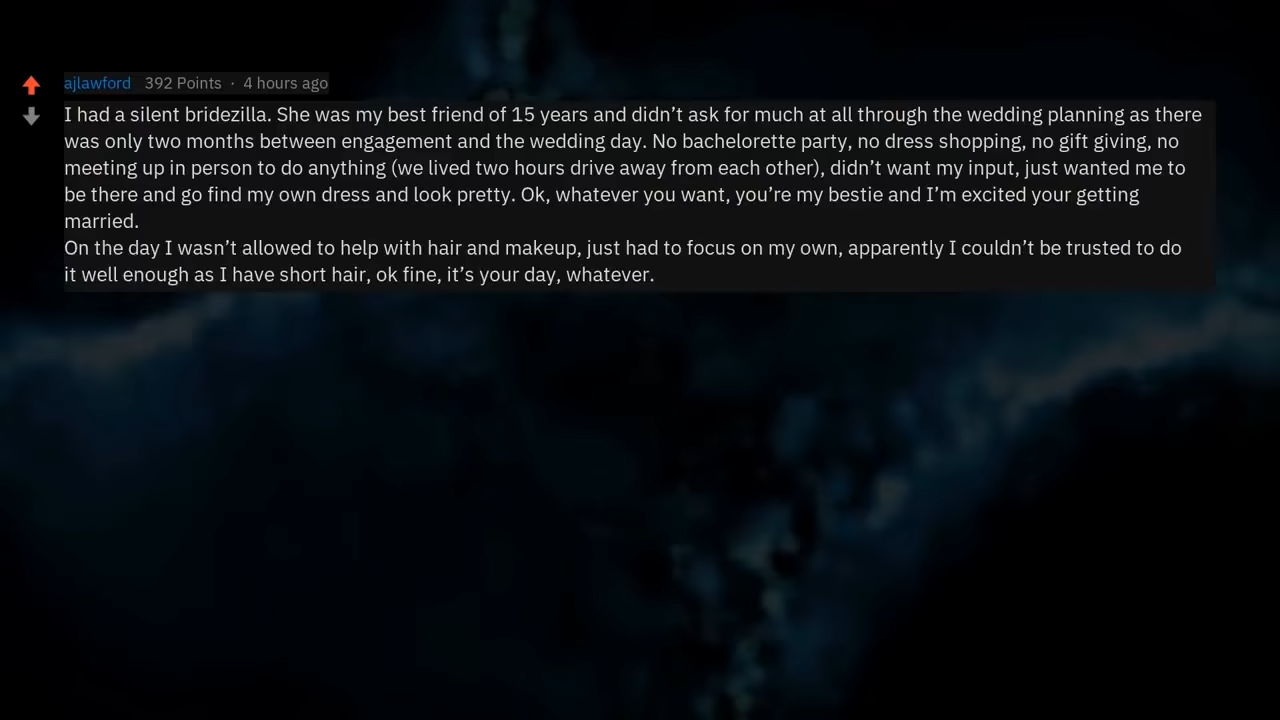 ajlawford 392 Points · 4 hours ago
I had a silent bridezilla. She was my best friend of 15 years and didn’t ask for much at all through the wedding planning as there
was only two months between engagement and the wedding day. No bachelorette party, no dress shopping, no gift giving, no
meeting up in person to do anything (we lived two hours drive away from each other), didn’t want my input, just wanted me to
be there and go find my own dress and look pretty. Ok, whatever you want, you’re my bestie and I’m excited your getting
married.
On the day I wasn’t allowed to help with hair and makeup, just had to focus on my own, apparently I couldn’t be trusted to do
it well enough as I have short hair, ok fine, it’s your day, whatever.